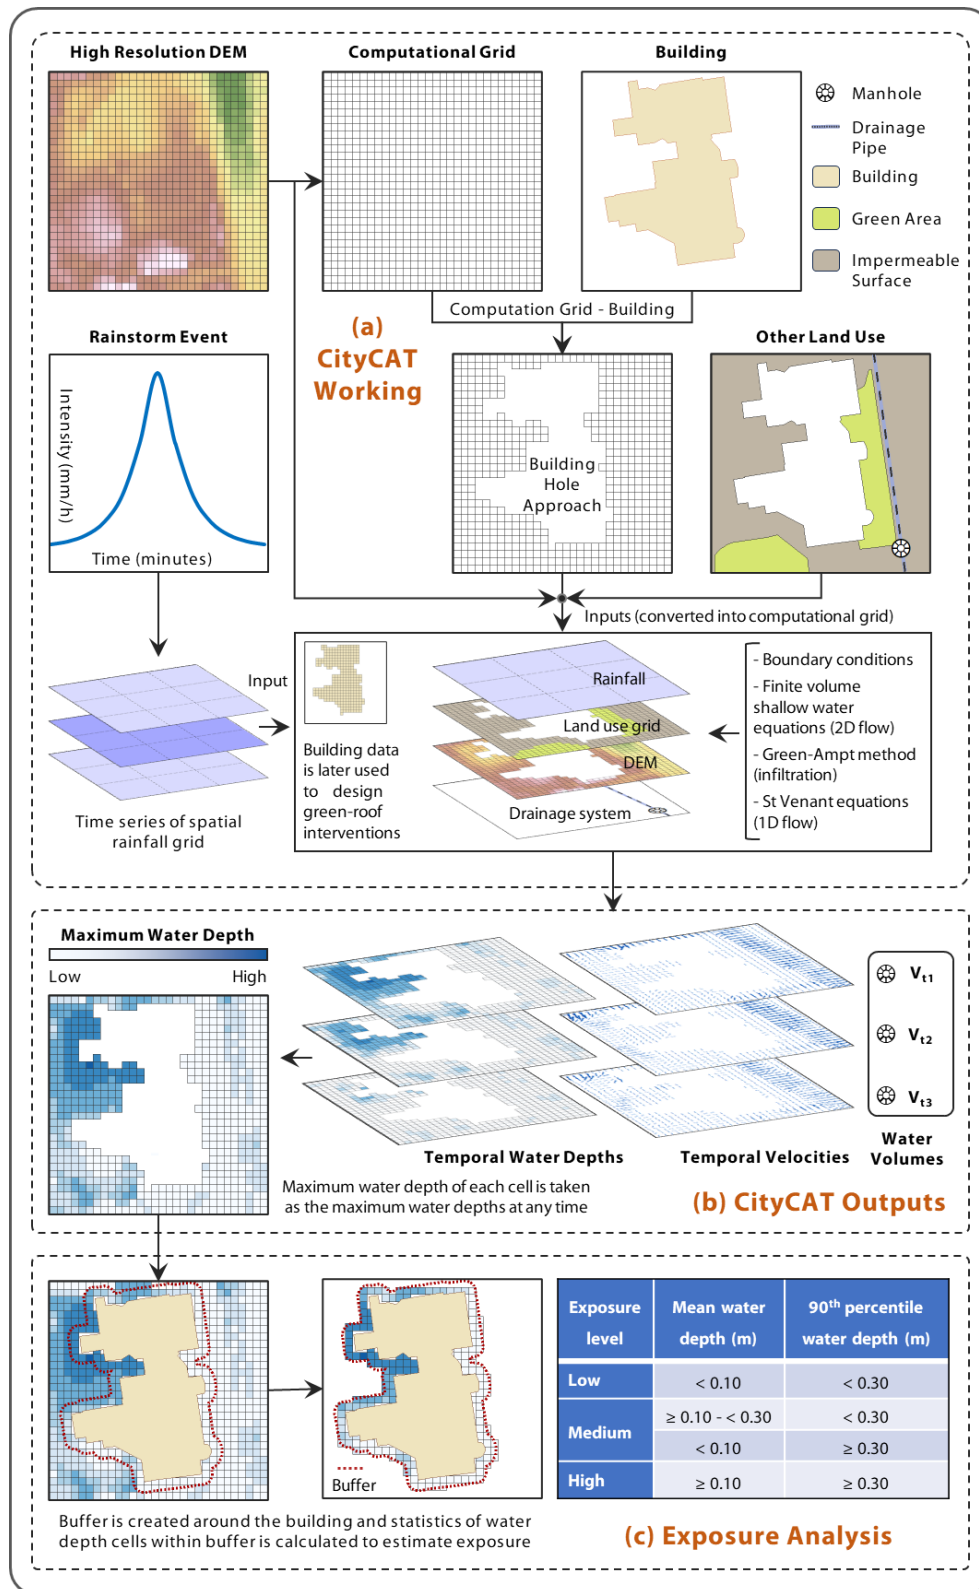 High Resolution DEM
Computational Grid
Building
Manhole
Drainage
Pipe
Building
Green Area
Impermeable
Surface
Computation Grid - Building
(a)
CityCAT
Working
Rainstorm Event
Intensity (mm/h)
Time (minutes)
Building
Hole
Approach
Other Land Use
Inputs (converted into computational grid)
Input
Time series of spatial
rainfall grid
Building data
is later used
to design
green-roof
interventions
Rainfall
Land use grid
DEM
Drainage system
- Boundary conditions
- Finite volume
shallow water
equations (2D flow)
- Green-Ampt method
(infiltration)
- St Venant equations
(1D flow)
Maximum Water Depth
Low High
Temporal Water Depths
Temporal Velocities
Vt1
Vt2
Vt3
Water
Volumes
Maximum water depth of each cell is taken
as the maximum water depths at any time
(b) CityCAT Outputs
Buffer
Buffer is created around the building and statistics of water
depth cells within buffer is calculated to estimate exposure
Exposure level Mean water depth (m) 90th percentile water depth (m)
Low < 0.10 < 0.30
Medium ≥ 0.10 - < 0.30 < 0.30
< 0.10 ≥ 0.30
High ≥ 0.10 ≥ 0.30
(c) Exposure Analysis